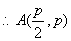 ∴ A(p/2, p)